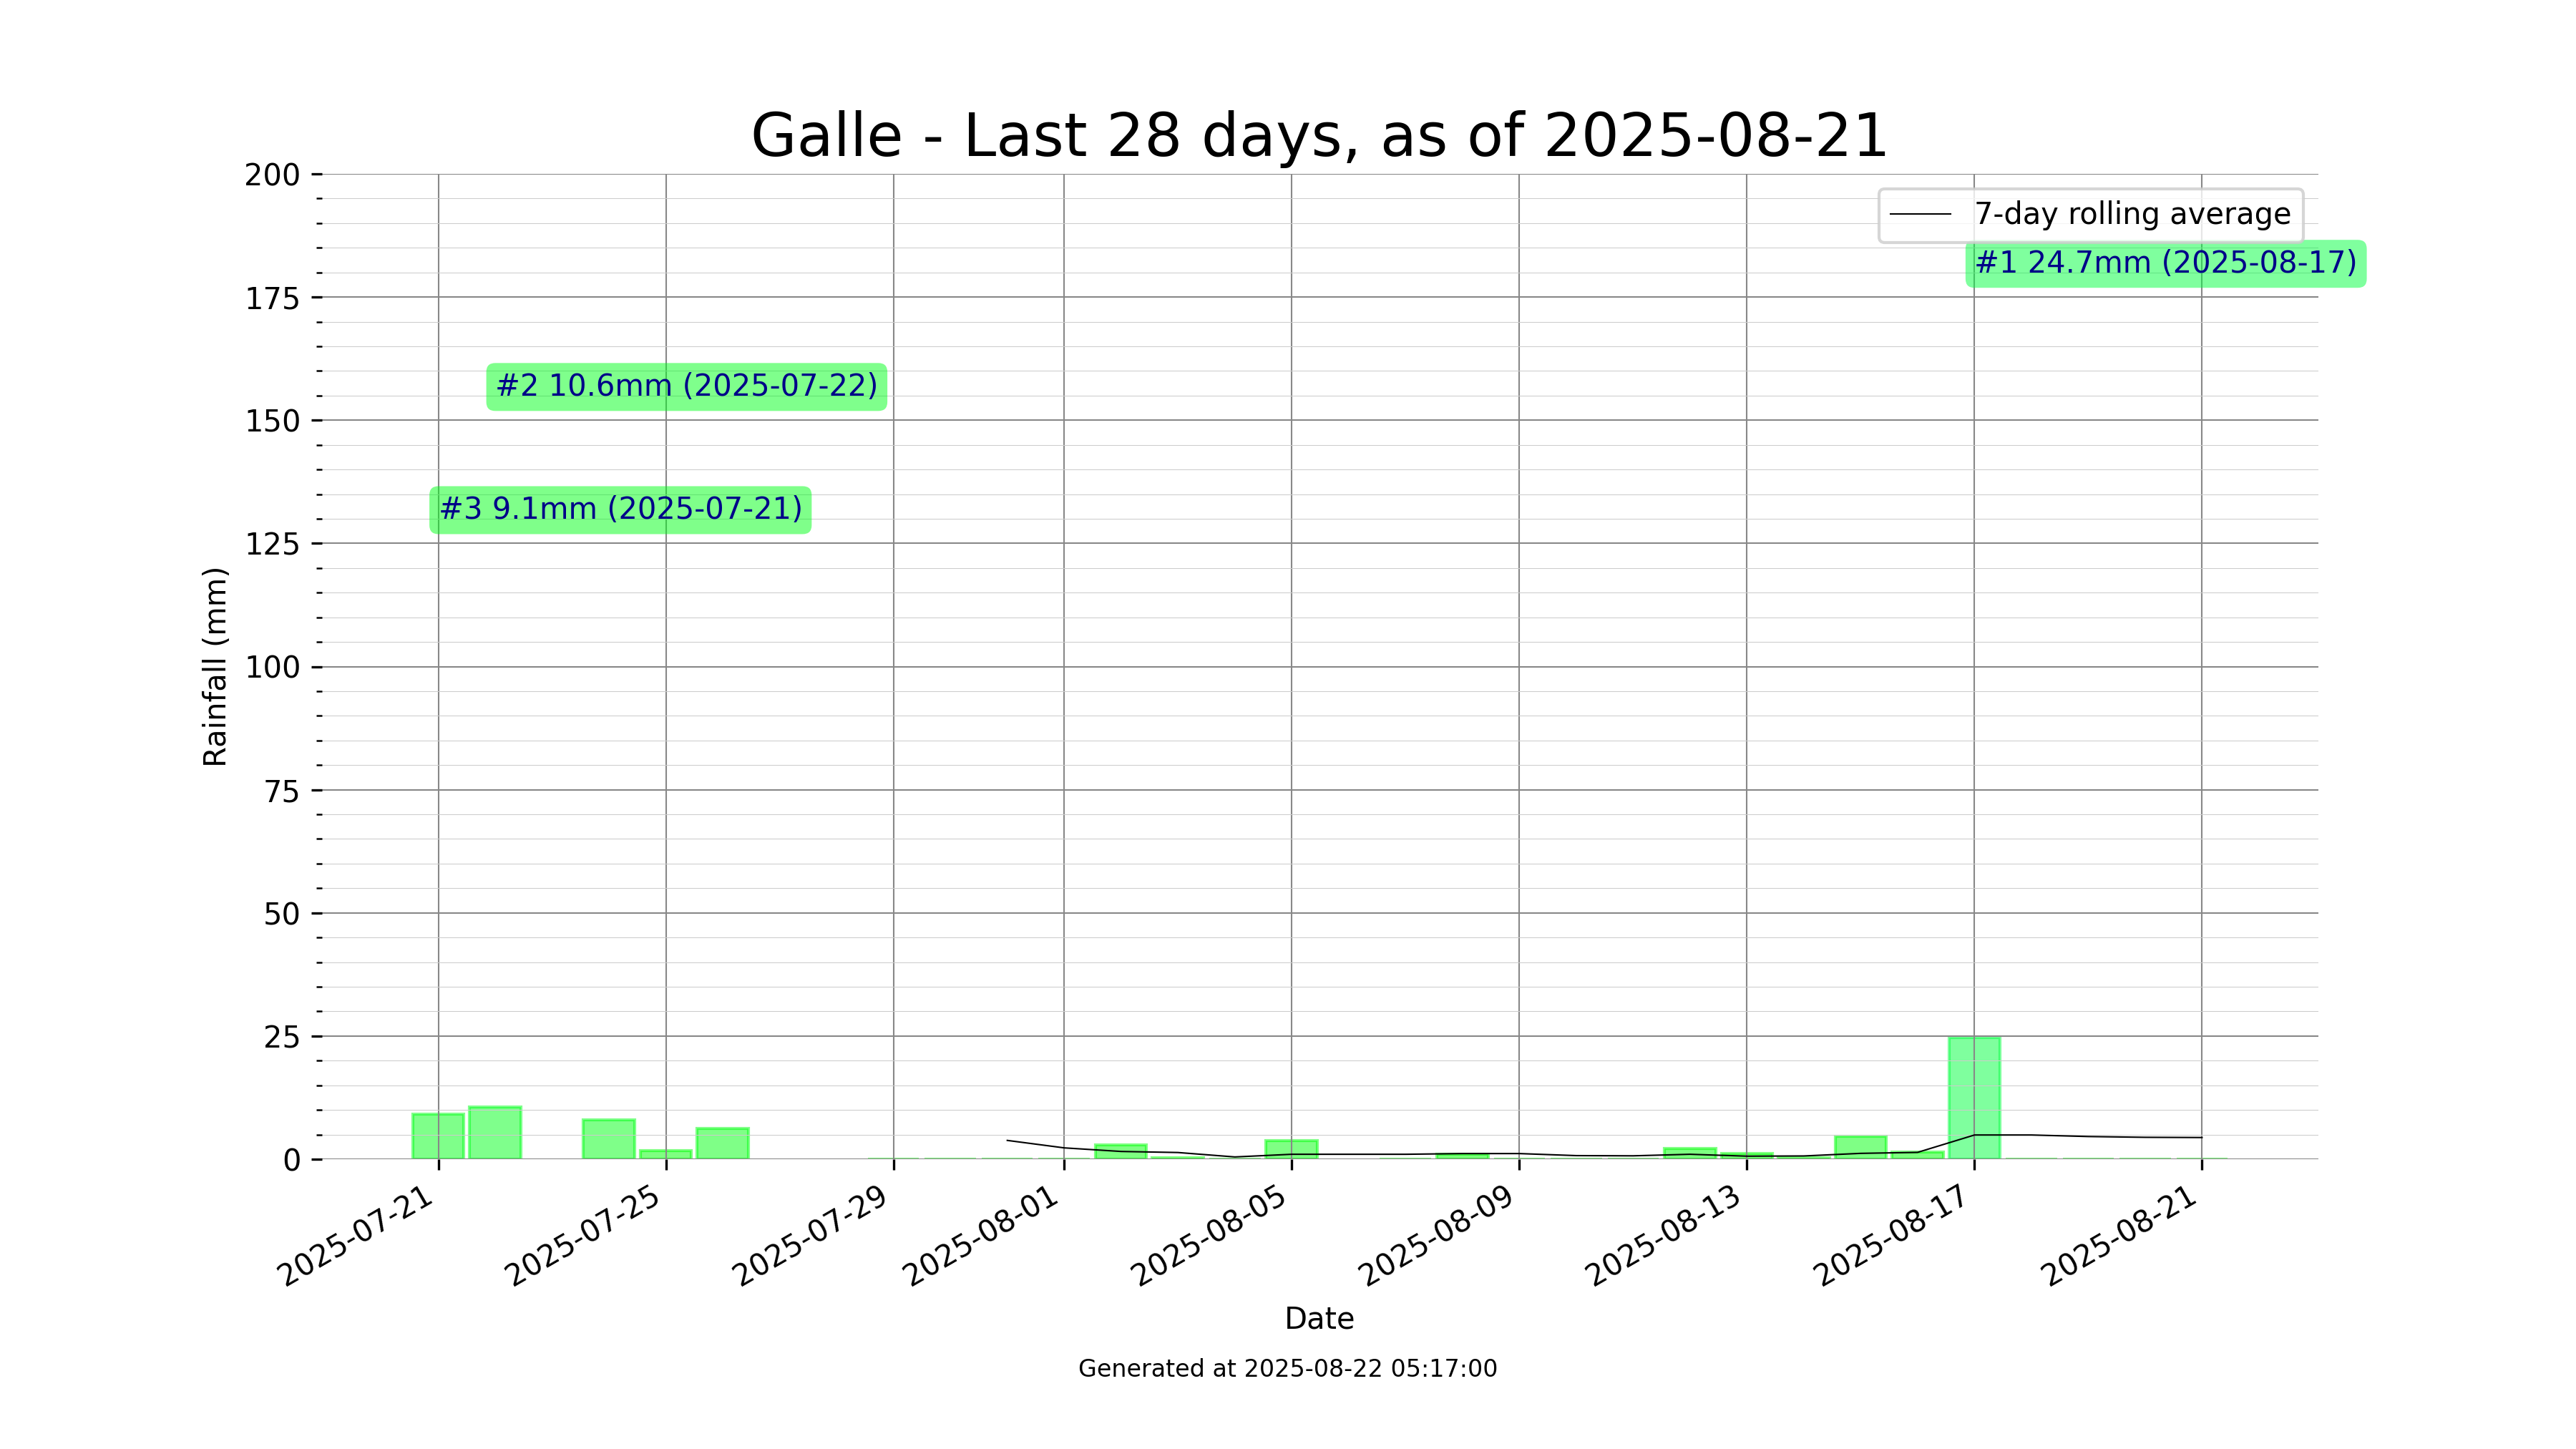 Galle - Last 28 days, as of 2025-08-21
200
175
150
125
100
75
50
25
0
Rainfall (mm)
7-day rolling average
#1 24.7mm (2025-08-17)
#2 10.6mm (2025-07-22)
#3 9.1mm (2025-07-21)
2025-07-21
2025-07-25
2025-07-29
2025-08-01
2025-08-05
2025-08-09
2025-08-13
2025-08-17
2025-08-21
Date
Generated at 2025-08-22 05:17:00